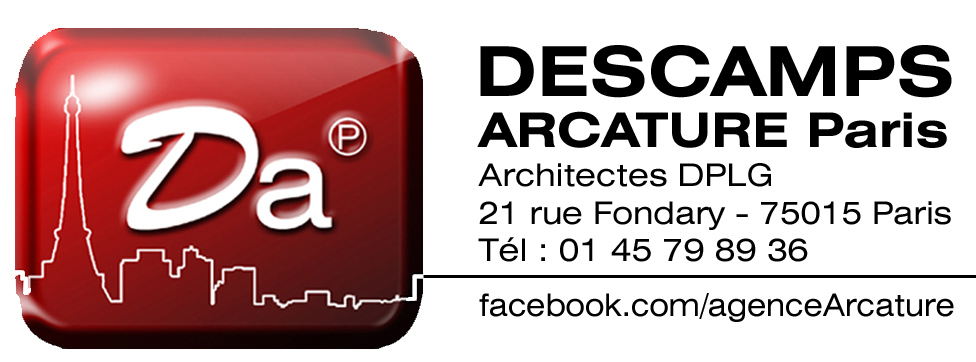 Da Ⓟ
DESCAMPS
ARCATURE Paris
Architectes DPLG
21 rue Fondary - 75015 Paris
Tél : 01 45 79 89 36
facebook.com/agenceArcature